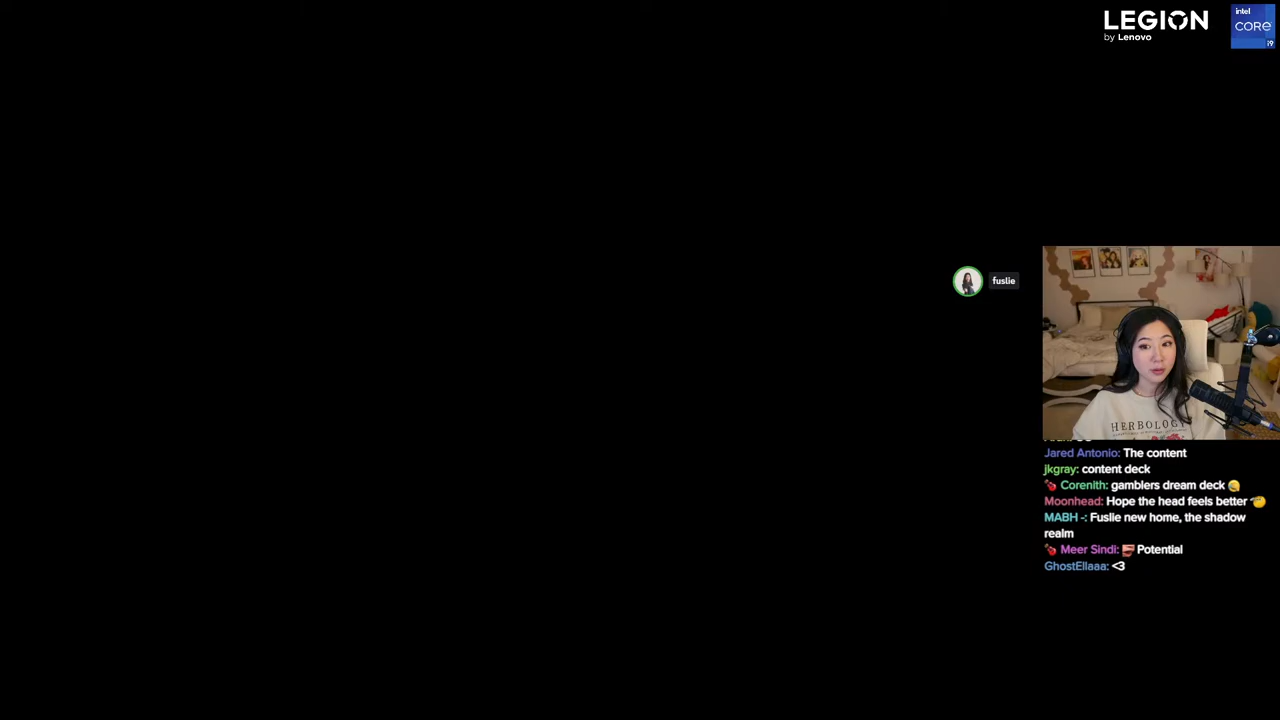 LEGION
by Lenovo
intel
CORE
i9
fuslie
HERBOLOGY
Jared Antonio: The content
jkgray: content deck
Corenith: gamblers dream deck
Moonhead: Hope the head feels better
MABH -: Fuslie new home, the shadow
realm
Meer Sindi: Potential
GhostEllaaa: <3